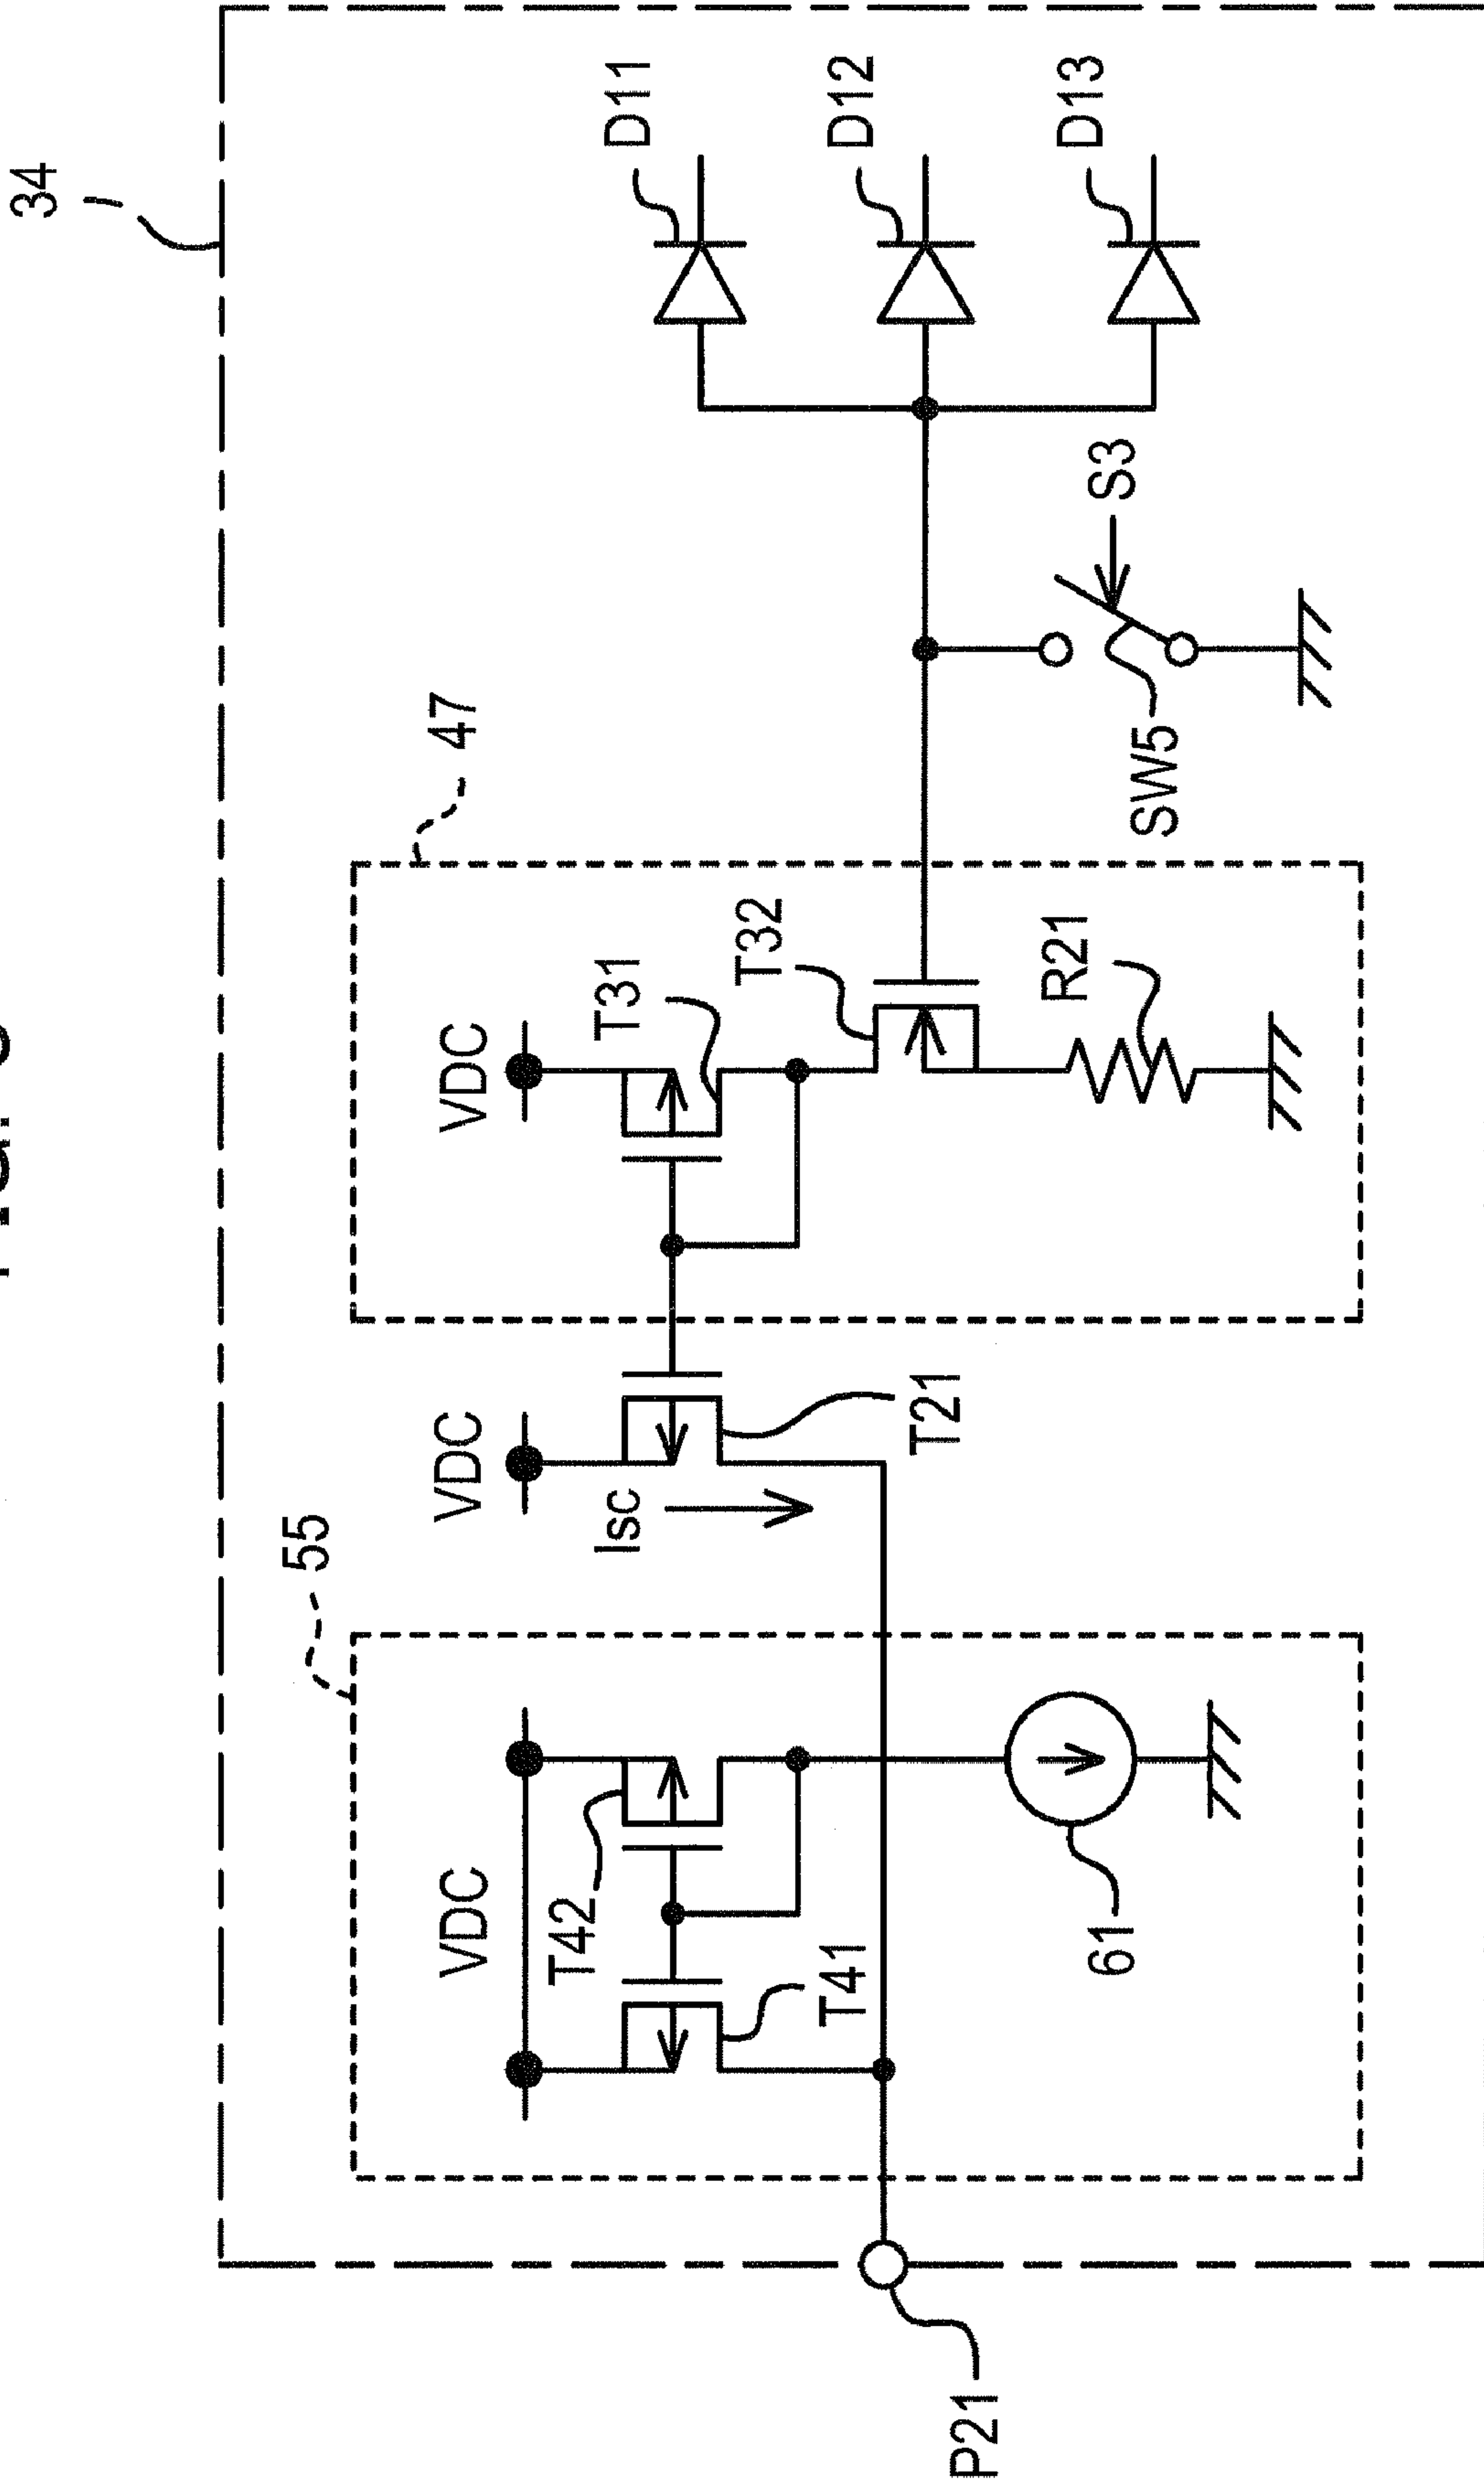 34
D11
D12
D13
S3
SW5
47
VDC
T31
T32
R21
VDC
Isc
T21
55
VDC
T42
T41
61
P21